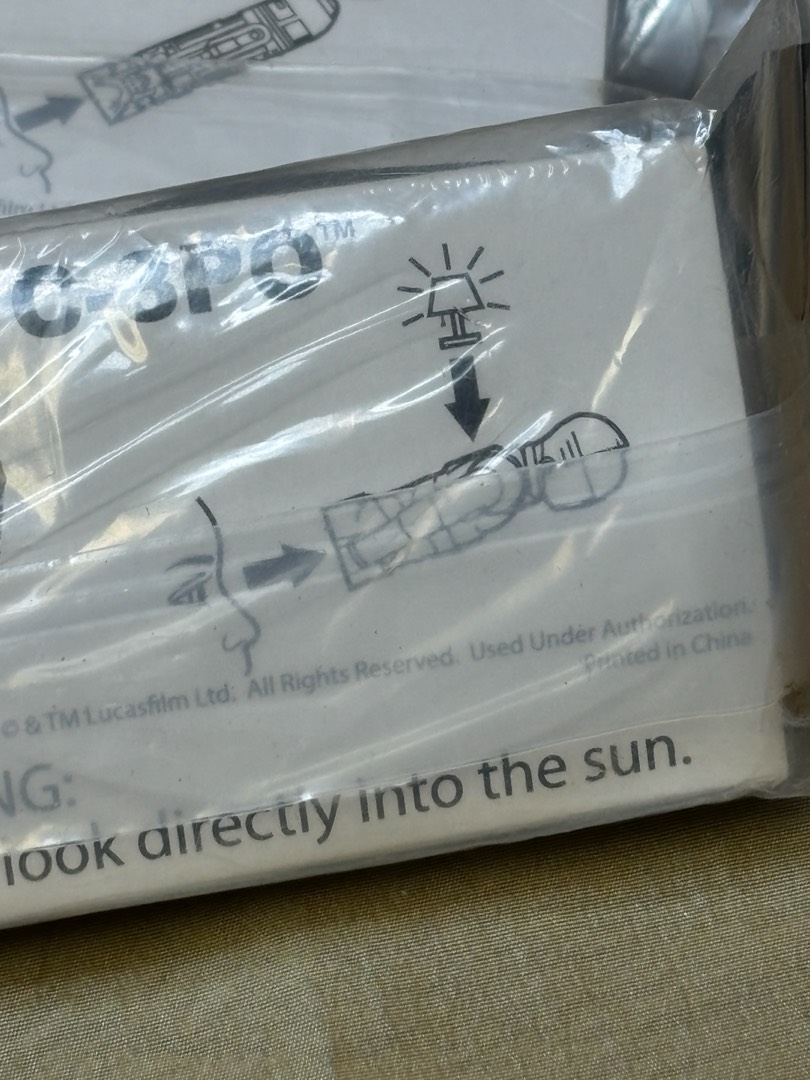 C-3PO™
© & TM Lucasfilm Ltd. All Rights Reserved. Used Under Authorization.
Printed in China
NG:
look directly into the sun.